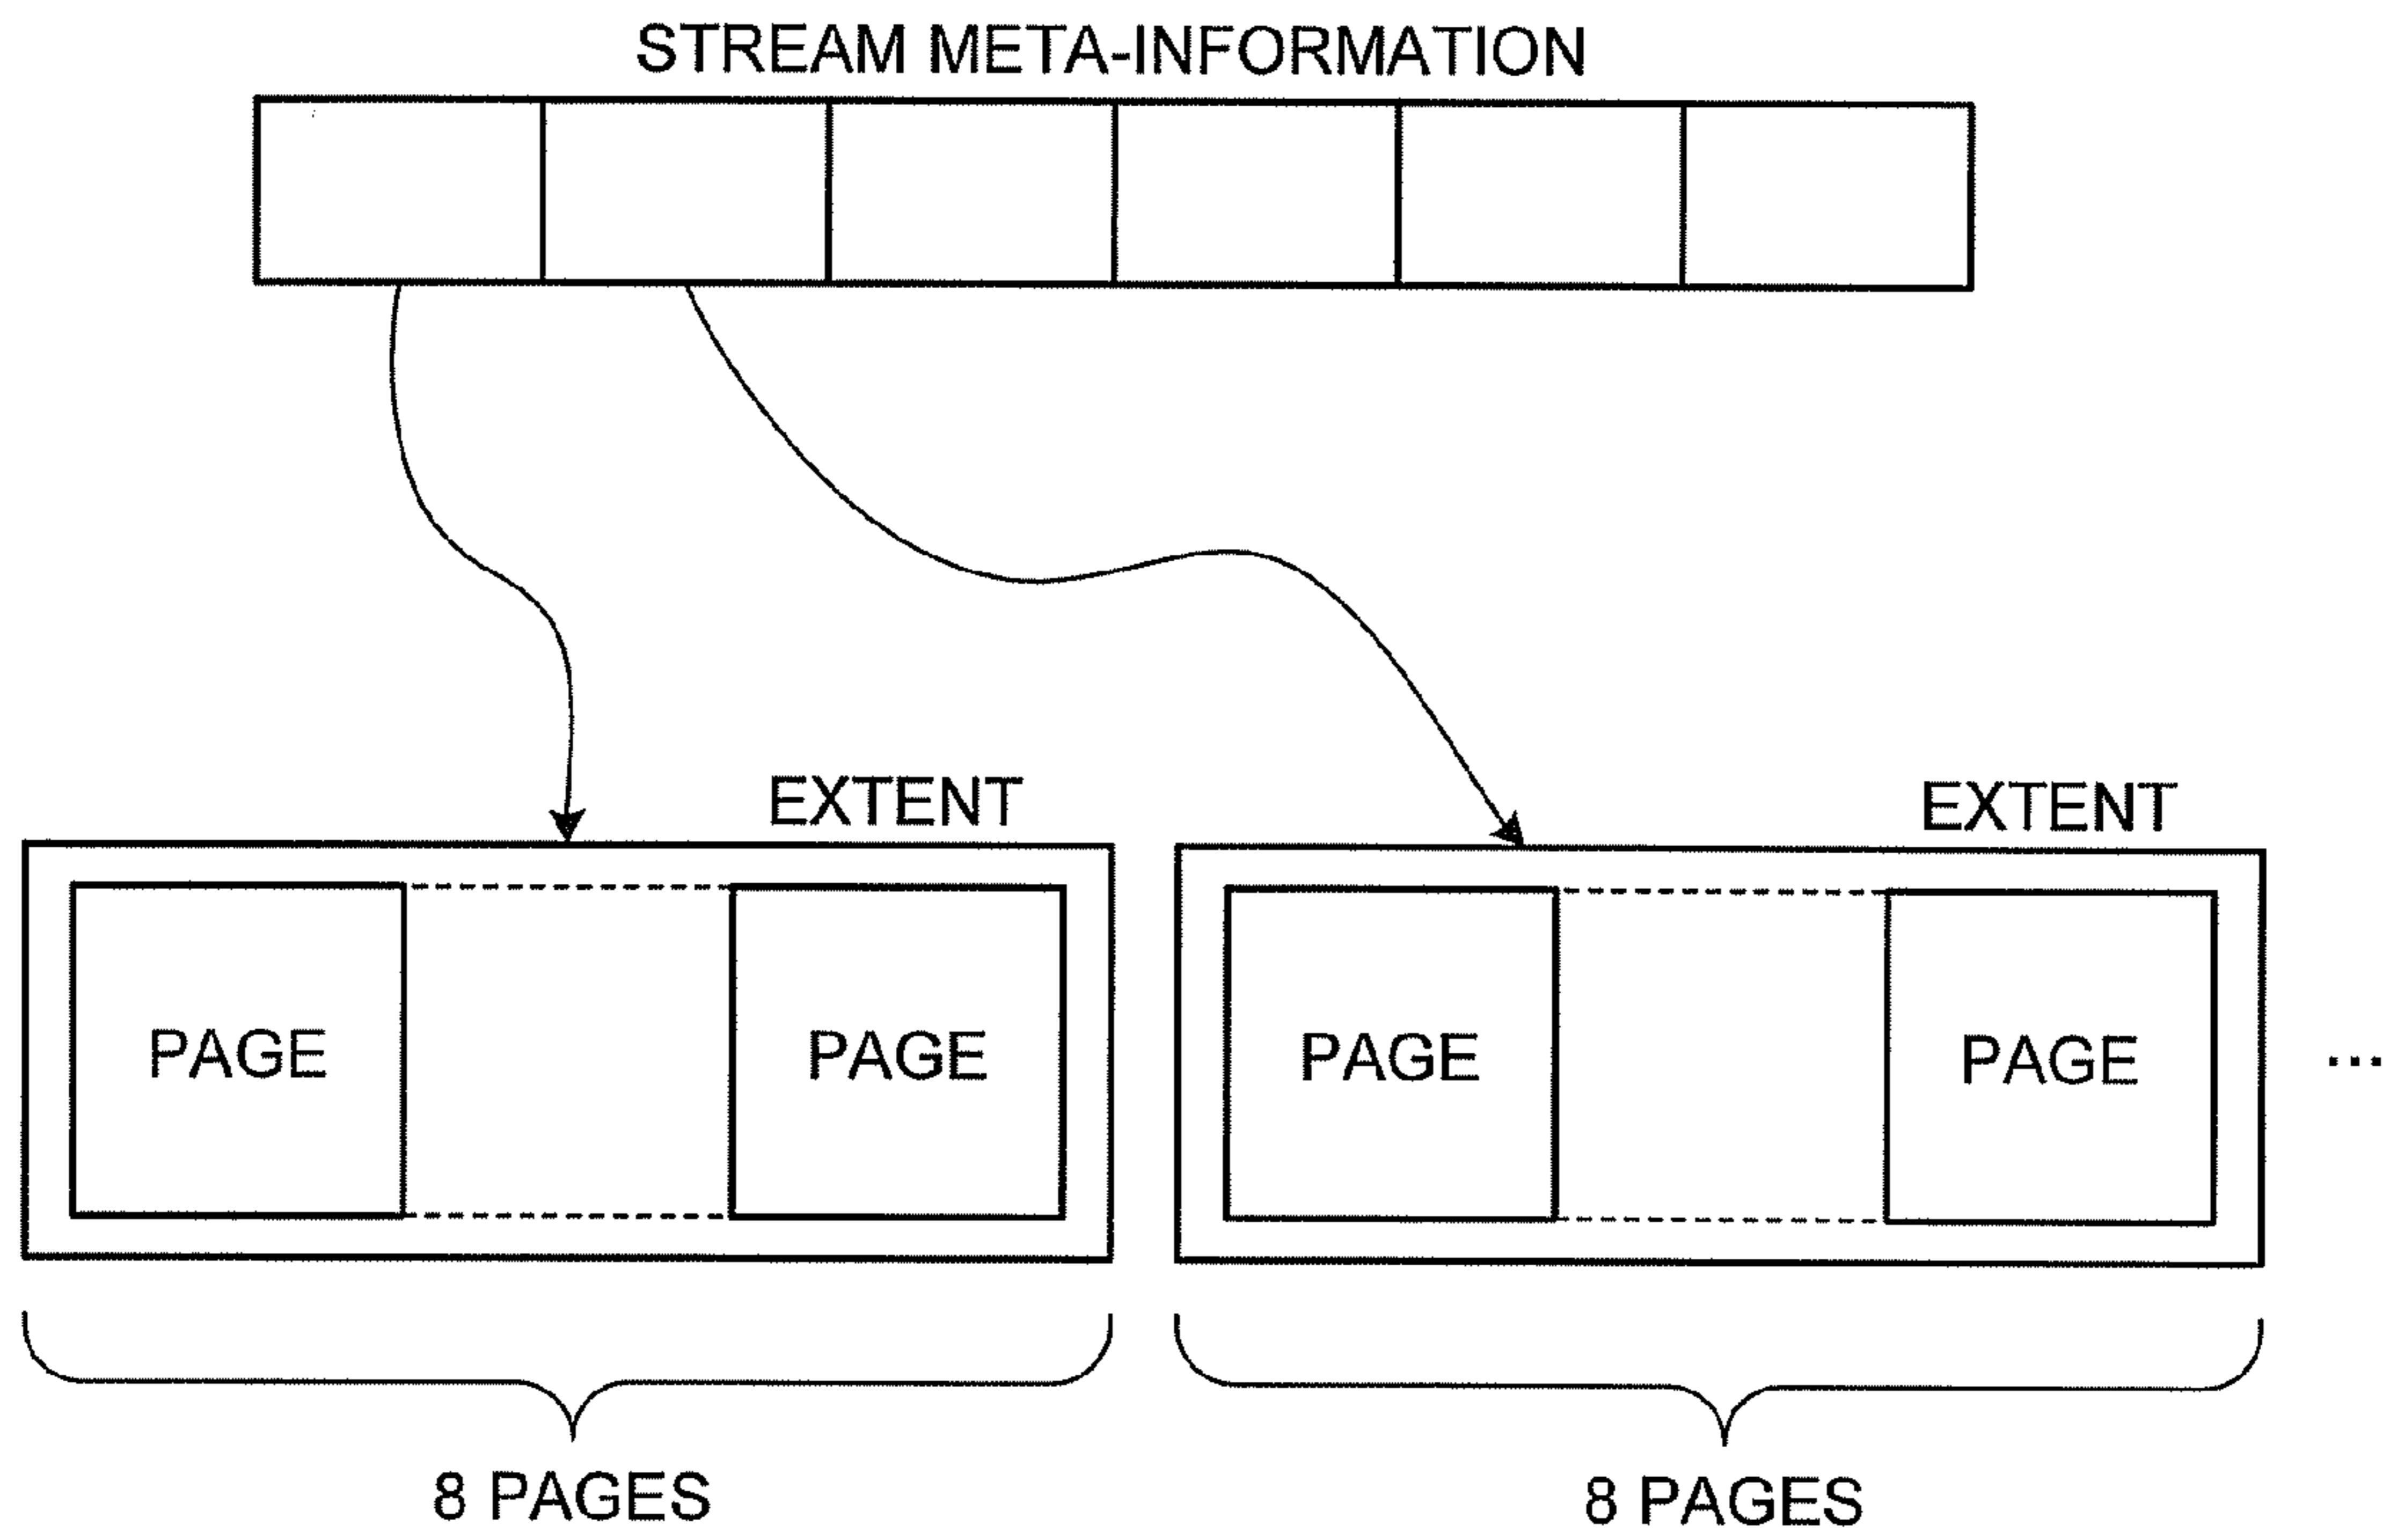 STREAM META-INFORMATION
EXTENT
EXTENT
PAGE
PAGE
PAGE
PAGE
...
8 PAGES
8 PAGES